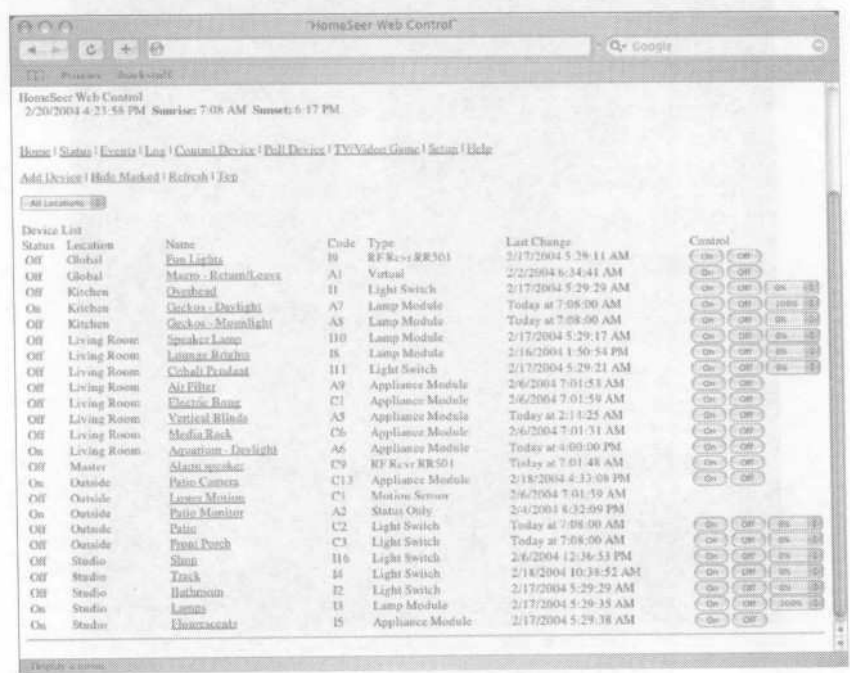 "HomeSeer Web Control"
Google
HomeSeer Web Control
2/20/2004 4:23:58 PM Sunrise: 7:08 AM Sunset: 6:17 PM
Home | Status | Events | Log | Control Device | Poll Device | TV/Video Game | Setup | Help
Add Device | Hide Marked | Refresh | Top
All Locations
Device List
Status Location Name Code Type Last Change Control
Off Global Fun Lights I9 RF Rcvr RR501 2/17/2004 5:29:11 AM On Off
Off Global Macro - Return/Leave A1 Virtual 2/2/2004 6:34:41 AM On Off
Off Kitchen Overhead I1 Light Switch 2/17/2004 5:29:29 AM On Off 0%
On Kitchen Geckos - Daylight A7 Lamp Module Today at 7:08:00 AM On Off 100%
Off Kitchen Geckos - Moonlight A8 Lamp Module Today at 7:08:00 AM On Off 0%
Off Living Room Speaker Lamp I10 Lamp Module 2/17/2004 5:29:17 AM On Off 0%
Off Living Room Lounge Brights I8 Lamp Module 2/16/2004 1:50:54 PM On Off 0%
Off Living Room Cobalt Pendant I11 Light Switch 2/17/2004 5:29:21 AM On Off 0%
Off Living Room Air Filter A9 Appliance Module 2/6/2004 7:01:53 AM On Off
Off Living Room Electric Bong C1 Appliance Module 2/6/2004 7:01:59 AM On Off
Off Living Room Vertical Blinds A5 Appliance Module Today at 2:14:25 AM On Off
Off Living Room Media Rack C6 Appliance Module 2/6/2004 7:01:31 AM On Off
On Living Room Aquarium - Daylight A6 Appliance Module Today at 4:00:00 PM On Off
Off Master Alarm speaker C9 RF Rcvr RR501 Today at 7:01:48 AM On Off
On Outside Patio Camera C13 Appliance Module 2/18/2004 4:33:08 PM On Off
Off Outside Lower Motion C1 Motion Sensor 2/6/2004 7:01:59 AM
On Outside Patio Monitor A2 Status Only 2/4/2004 8:32:09 PM
Off Outside Patio C2 Light Switch Today at 7:08:00 AM On Off 0%
Off Outside Front Porch C3 Light Switch Today at 7:08:00 AM On Off 0%
Off Studio Shop I16 Light Switch 2/6/2004 12:36:53 PM On Off 0%
Off Studio Track I4 Light Switch 2/18/2004 10:38:52 AM On Off 0%
Off Studio Bathroom I2 Light Switch 2/17/2004 5:29:29 AM On Off 0%
On Studio Lamps I3 Lamp Module 2/17/2004 5:29:35 AM On Off 100%
On Studio Flourescents I5 Appliance Module 2/17/2004 5:29:38 AM On Off
Display a menu